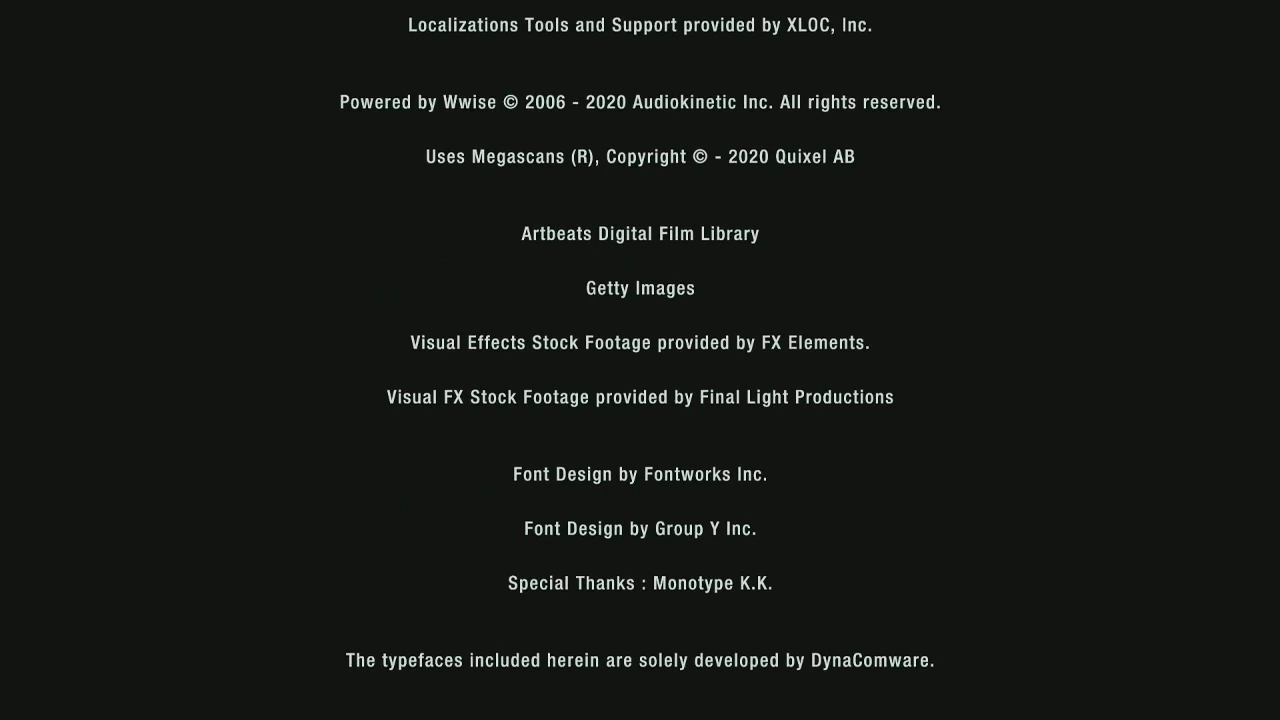 Localizations Tools and Support provided by XLOC, Inc.
Powered by Wwise © 2006 - 2020 Audiokinetic Inc. All rights reserved.
Uses Megascans (R), Copyright © - 2020 Quixel AB
Artbeats Digital Film Library
Getty Images
Visual Effects Stock Footage provided by FX Elements.
Visual FX Stock Footage provided by Final Light Productions
Font Design by Fontworks Inc.
Font Design by Group Y Inc.
Special Thanks : Monotype K.K.
The typefaces included herein are solely developed by DynaComware.